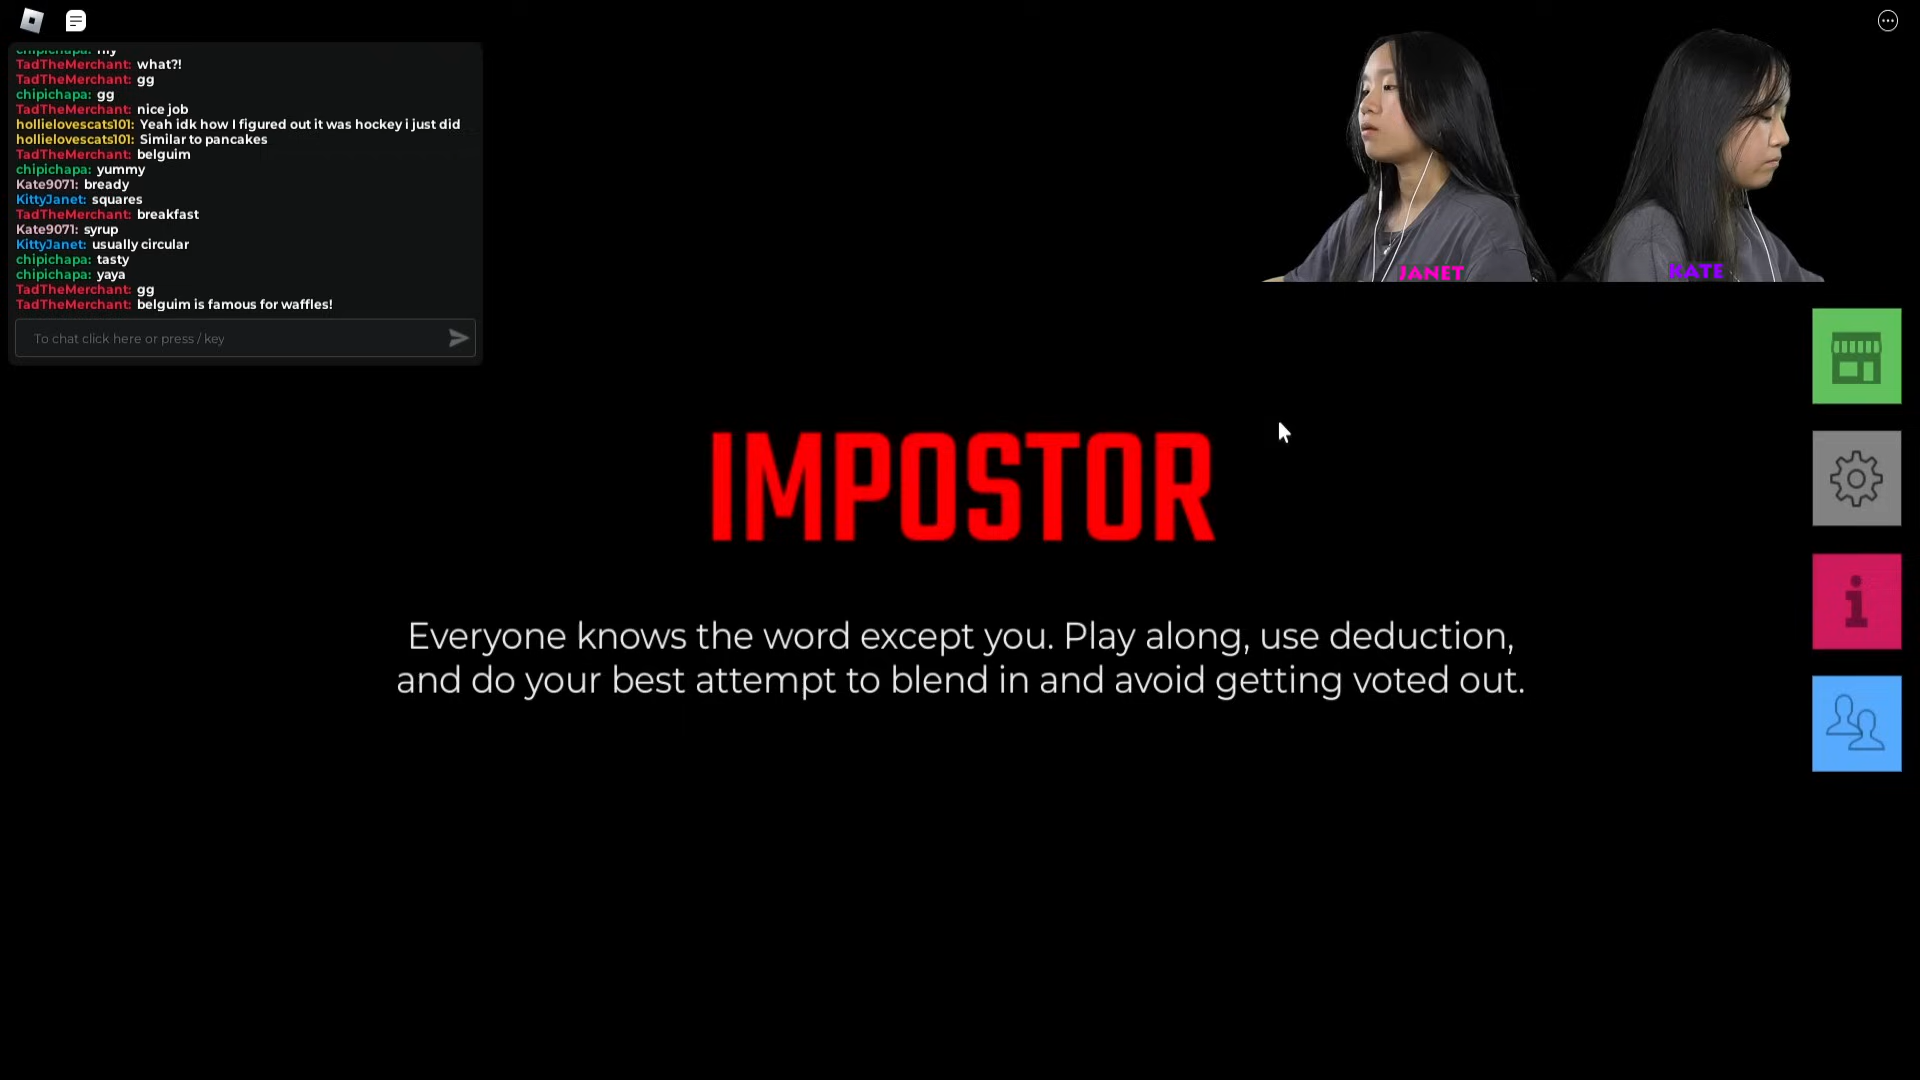 TadTheMerchant: what?!
TadTheMerchant: gg
chipichapa: gg
TadTheMerchant: nice job
hollielovescats101: Yeah idk how I figured out it was hockey i just did
hollielovescats101: Similar to pancakes
TadTheMerchant: belguim
chipichapa: yummy
Kate9071: bready
KittyJanet: squares
TadTheMerchant: breakfast
Kate9071: syrup
KittyJanet: usually circular
chipichapa: tasty
chipichapa: yaya
TadTheMerchant: gg
TadTheMerchant: belguim is famous for waffles!
To chat click here or press / key
JANET
KATE
IMPOSTOR
Everyone knows the word except you. Play along, use deduction,
and do your best attempt to blend in and avoid getting voted out.